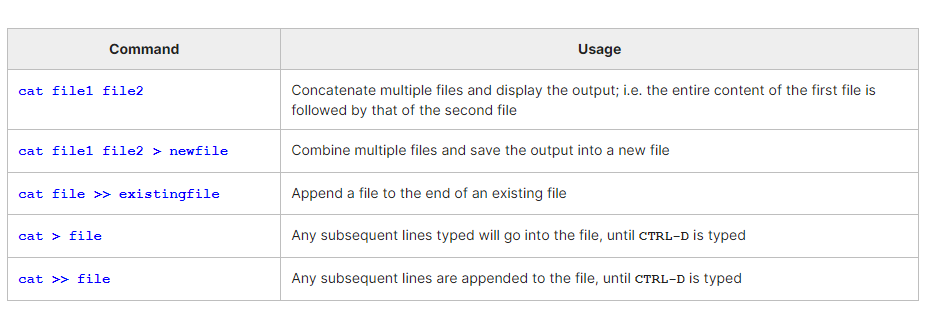 Command Usage
cat file1 file2 Concatenate multiple files and display the output; i.e. the entire content of the first file is
followed by that of the second file
cat file1 file2 > newfile Combine multiple files and save the output into a new file
cat file >> existingfile Append a file to the end of an existing file
cat > file Any subsequent lines typed will go into the file, until CTRL-D is typed
cat >> file Any subsequent lines are appended to the file, until CTRL-D is typed